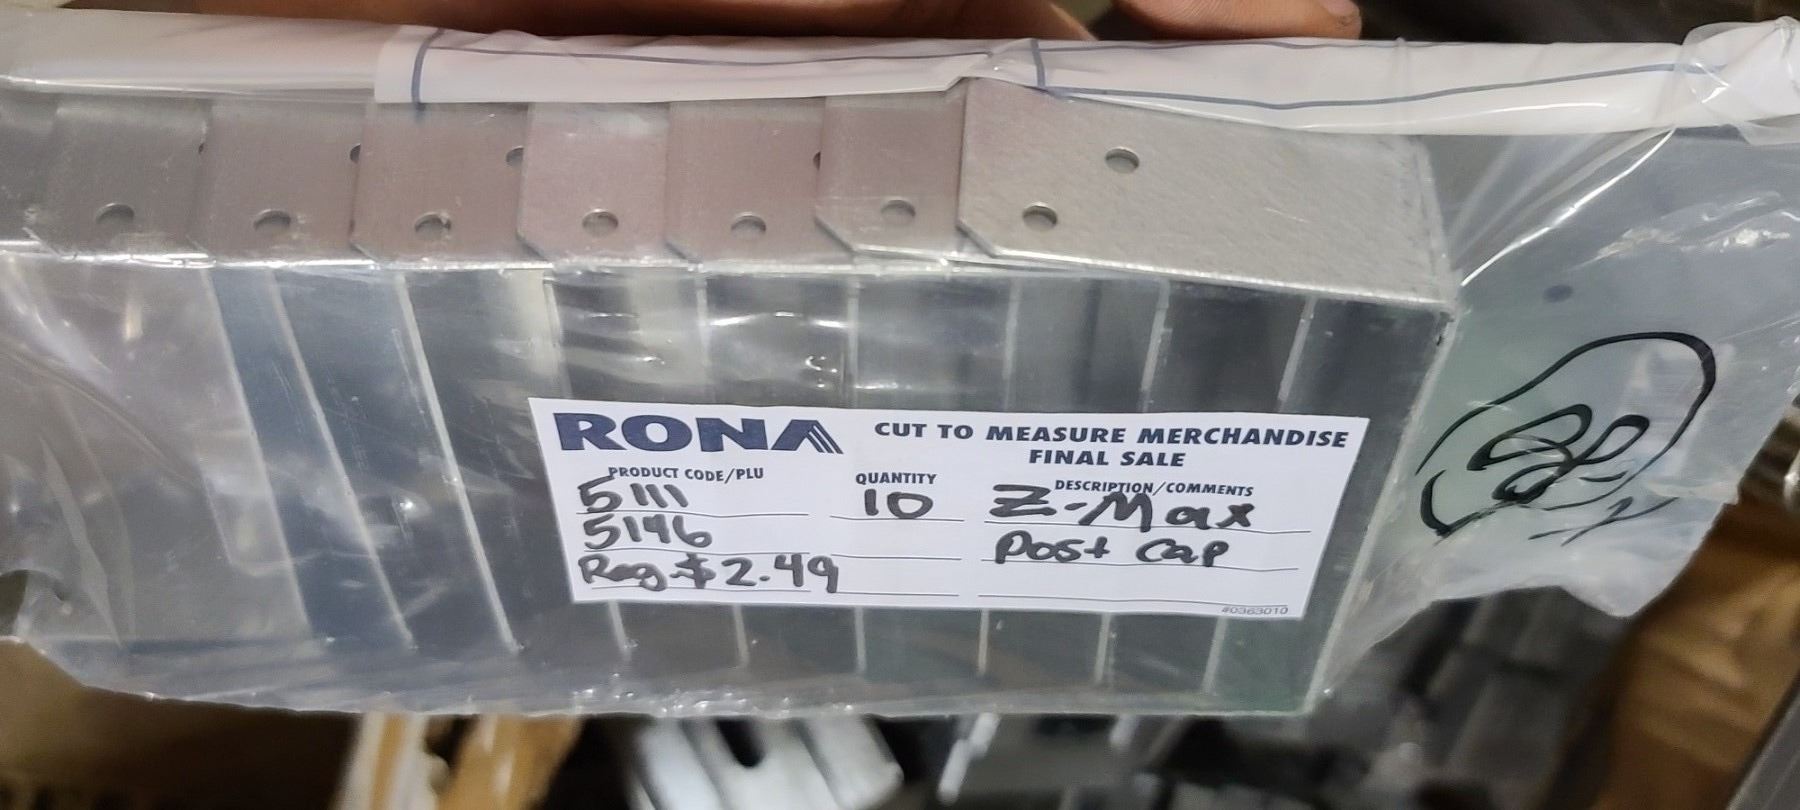 RONA
CUT TO MEASURE MERCHANDISE
FINAL SALE
PRODUCT CODE/PLU
QUANTITY
DESCRIPTION/COMMENTS
5111
10
Z-Max
5196
Post Cap
Reg $2.49
#0363010